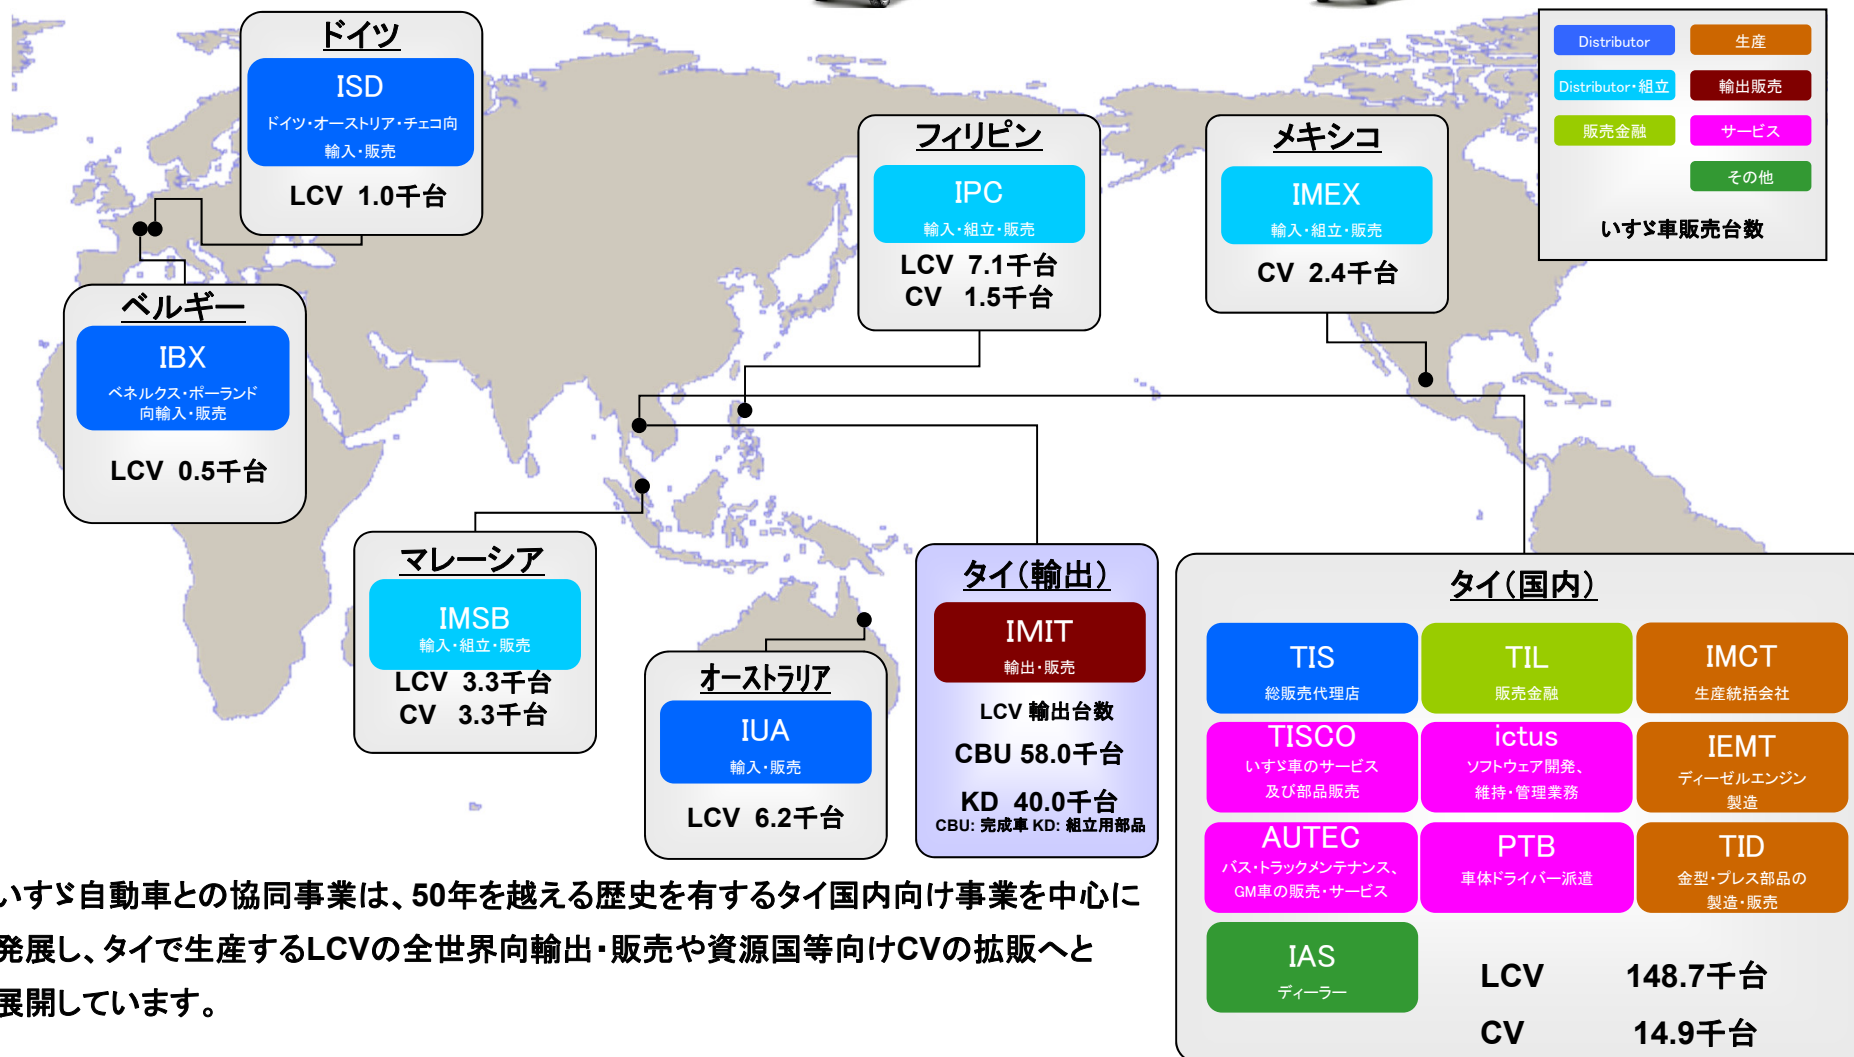 ドイツ
ISD
ドイツ・オーストリア・チェコ向
輸入・販売
LCV 1.0千台
Distributor
生産
Distributor・組立
輸出販売
販売金融
サービス
その他
いすゞ車販売台数
フィリピン
IPC
輸入・組立・販売
LCV 7.1千台
CV 1.5千台
メキシコ
IMEX
輸入・組立・販売
CV 2.4千台
ベルギー
IBX
ベネルクス・ポーランド
向輸入・販売
LCV 0.5千台
マレーシア
IMSB
輸入・組立・販売
LCV 3.3千台
CV 3.3千台
オーストラリア
IUA
輸入・販売
LCV 6.2千台
タイ(輸出)
IMIT
輸出・販売
LCV 輸出台数
CBU 58.0千台
KD 40.0千台
CBU: 完成車 KD: 組立用部品
タイ(国内)
TIS
総販売代理店
TIL
販売金融
IMCT
生産統括会社
TISCO
いすゞ車のサービス
及び部品販売
ictus
ソフトウェア開発、
維持・管理業務
IEMT
ディーゼルエンジン
製造
AUTEC
バス・トラックメンテナンス、
GM車の販売・サービス
PTB
車体ドライバー派遣
TID
金型・プレス部品の
製造・販売
IAS
ディーラー
LCV 148.7千台
CV 14.9千台
いすゞ自動車との協同事業は、50年を越える歴史を有するタイ国内向け事業を中心に
発展し、タイで生産するLCVの全世界向輸出・販売や資源国等向けCVの拡販へと
展開しています。